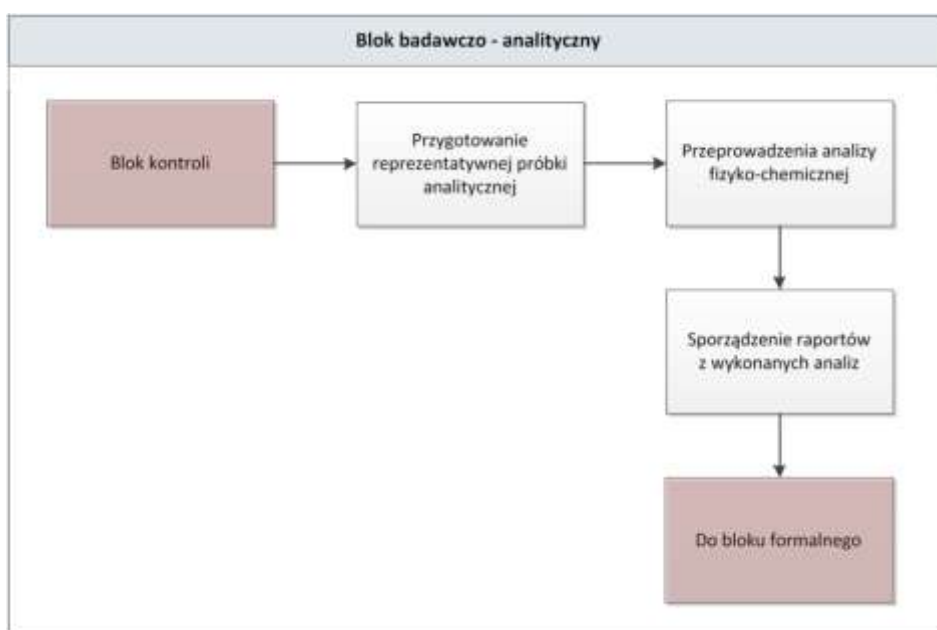 Blok badawczo - analityczny
Blok kontroli
Przygotowanie
reprezentatywnej próbki
analitycznej
Przeprowadzenia analizy
fizyko-chemicznej
Sporządzenie raportów
z wykonanych analiz
Do bloku formalnego